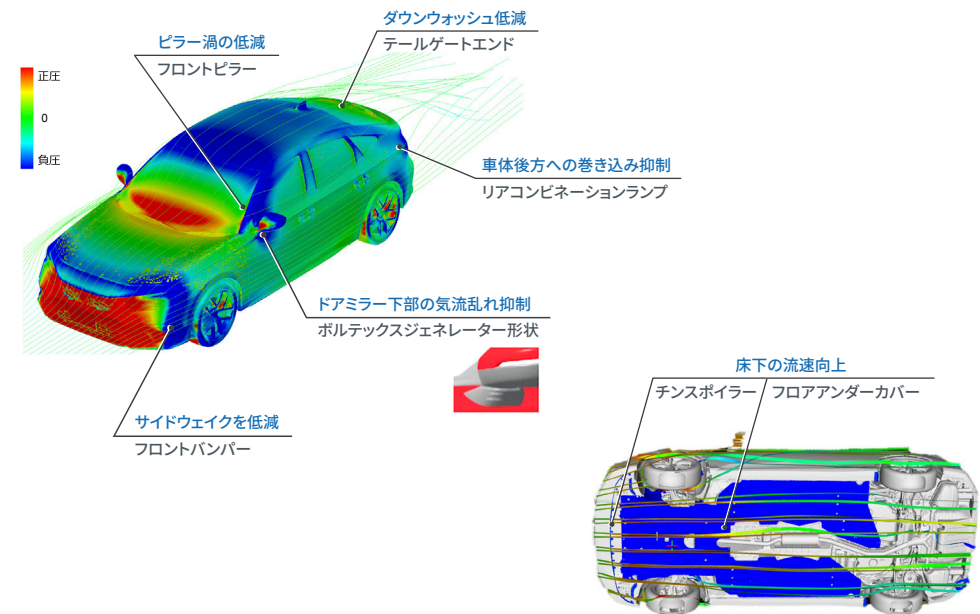 ダウンウォッシュ低減
テールゲートエンド
ピラー渦の低減
フロントピラー
正圧
0
負圧
車体後方への巻き込み抑制
リアコンビネーションランプ
ドアミラー下部の気流乱れ抑制
ボルテックスジェネレーター形状
床下の流速向上
チンスポイラー
フロアアンダーカバー
サイドウェイクを低減
フロントバンパー